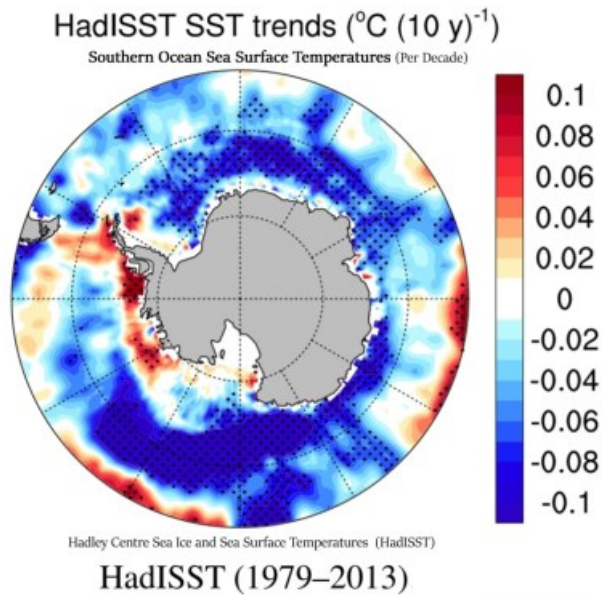 HadISST SST trends (°C (10 y)⁻¹)
Southern Ocean Sea Surface Temperatures (Per Decade)
0.1
0.08
0.06
0.04
0.02
0
-0.02
-0.04
-0.06
-0.08
-0.1
Hadley Centre Sea Ice and Sea Surface Temperatures (HadISST)
HadISST (1979–2013)